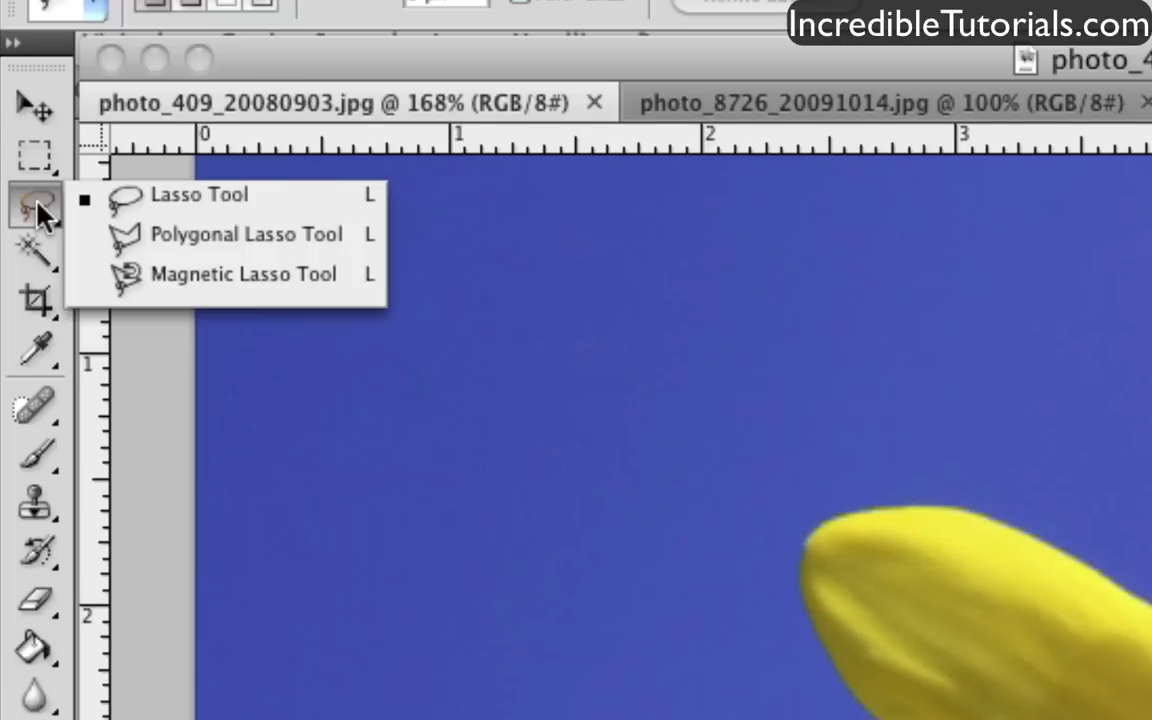 IncredibleTutorials.com
photo_4
photo_409_20080903.jpg @ 168% (RGB/8#)
photo_8726_20091014.jpg @ 100% (RGB/8#)
0 1 2 3
Lasso Tool L
Polygonal Lasso Tool L
Magnetic Lasso Tool L
1
2